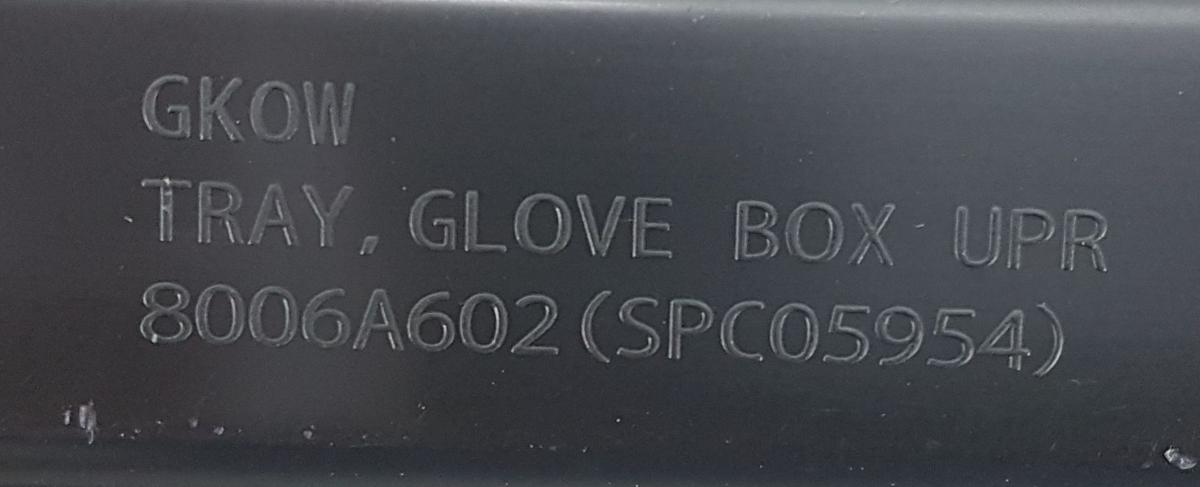 GKOW
TRAY, GLOVE BOX UPR
8006A602(SPC05954)